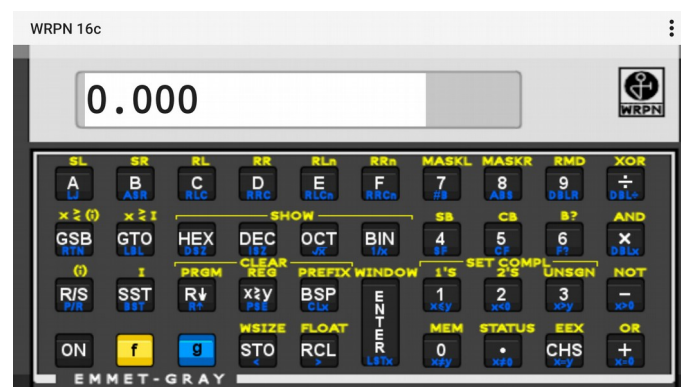 WRPN 16c
0.000
WRPN
SL SR RL RR RLn RRn MASKL MASKR RMD XOR
A B C D E F 7 8 9 ÷
LJ ASR RLC RRC RLCn RRCn #B ABS DBLR DBL÷
x≷(i) x≷I SHOW SB CB B? AND
GSB GTO HEX DEC OCT BIN 4 5 6 ×
RTN LBL DSZ ISZ √x 1/x SF CF F? DBLx
CLEAR SET COMPL
(i) I PRGM REG PREFIX WINDOW 1'S 2'S UNSGN NOT
R/S SST R↓ x≷y BSP ENTER 1 2 3 −
P/R BST R↑ PSE CLx LSTx x≤y x<0 x>y x>0
WSIZE FLOAT MEM STATUS EEX OR
ON f g STO RCL 0 • CHS +
< > x≠y x≠0 x=y x=0
EMMET-GRAY